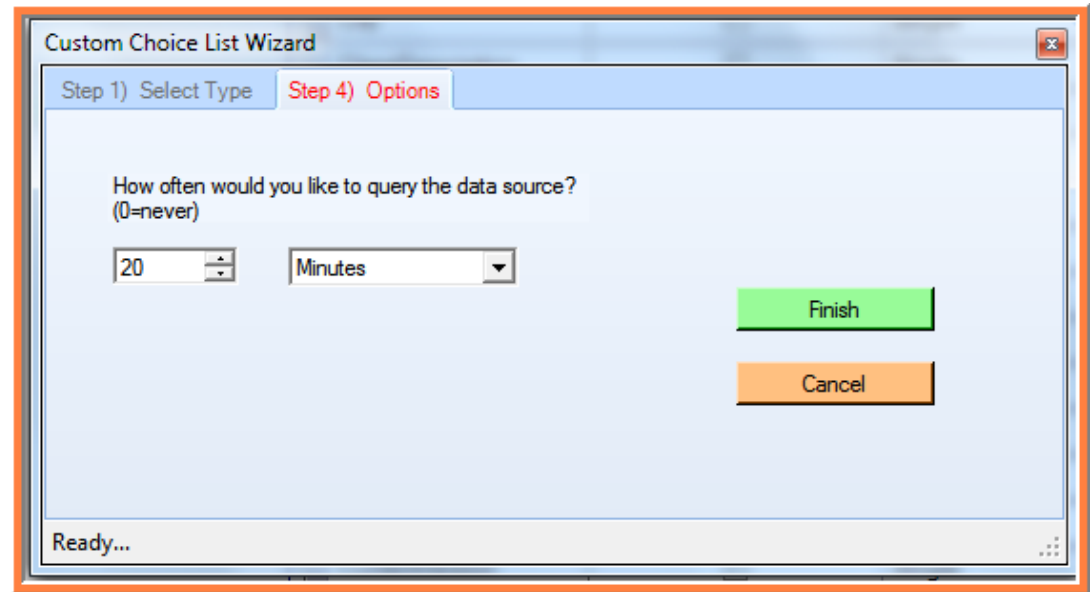 Custom Choice List Wizard
Step 1)  Select Type
Step 4)  Options
How often would you like to query the data source?
(0=never)
20
Minutes
Finish
Cancel
Ready...